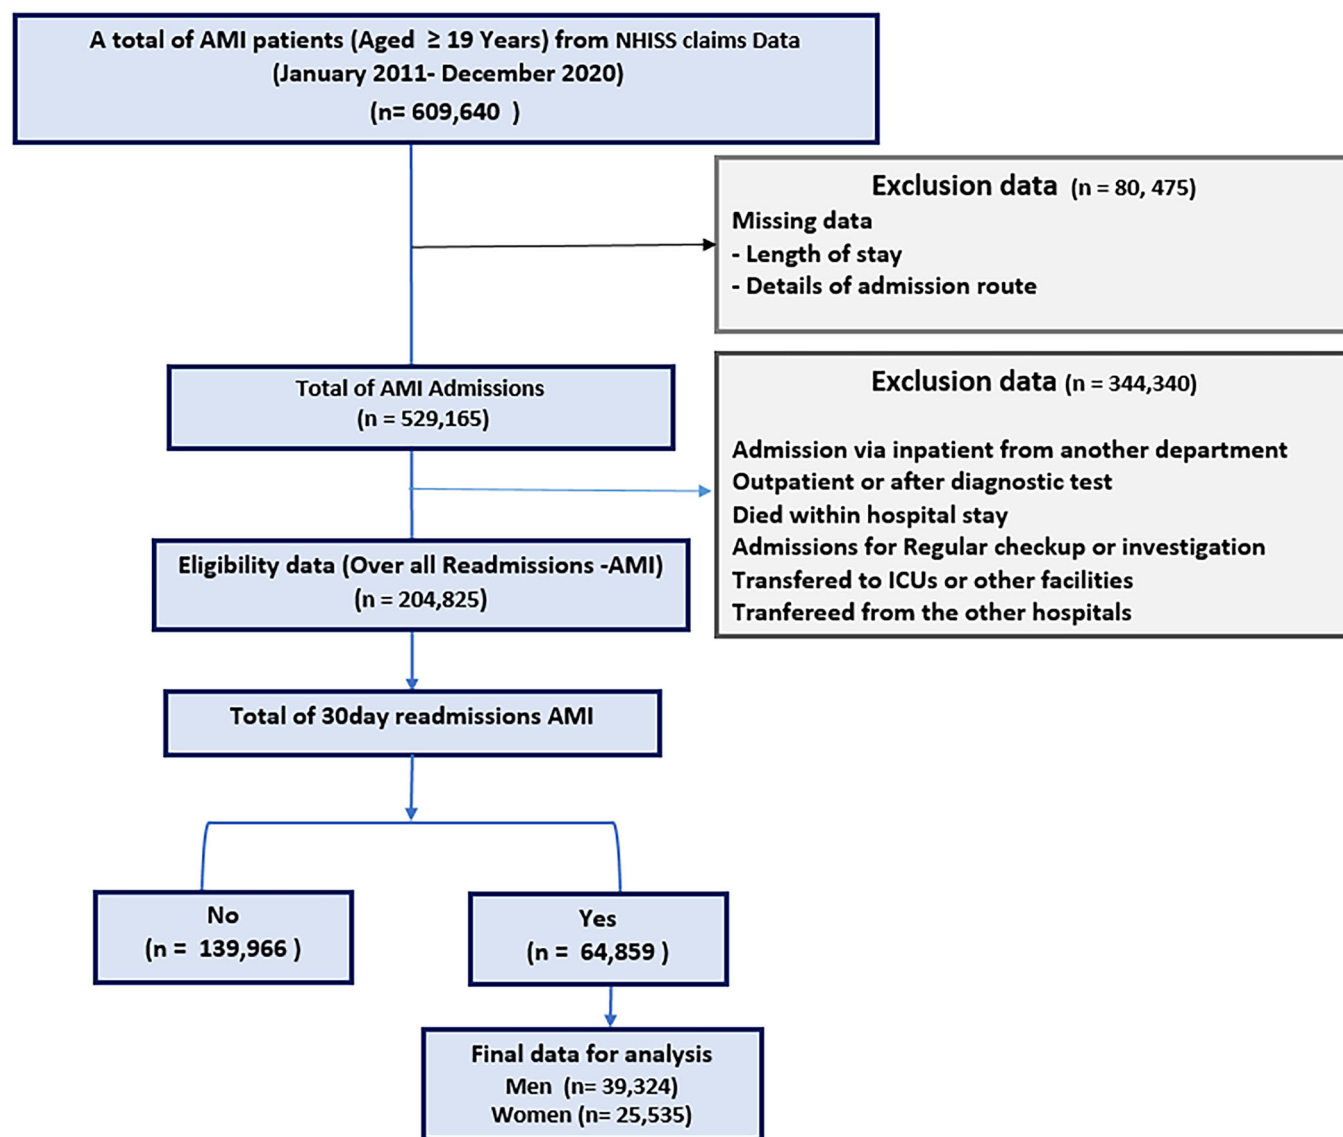 A total of AMI patients (Aged ≥ 19 Years) from NHISS claims Data
(January 2011- December 2020)
(n= 609,640 )
Exclusion data (n = 80, 475)
Missing data
- Length of stay
- Details of admission route
Total of AMI Admissions
(n = 529,165)
Exclusion data (n = 344,340)
Admission via inpatient from another department
Outpatient or after diagnostic test
Died within hospital stay
Admissions for Regular checkup or investigation
Transfered to ICUs or other facilities
Tranfereed from the other hospitals
Eligibility data (Over all Readmissions -AMI)
(n = 204,825)
Total of 30day readmissions AMI
No
(n = 139,966 )
Yes
(n = 64,859 )
Final data for analysis
Men (n= 39,324)
Women (n= 25,535)